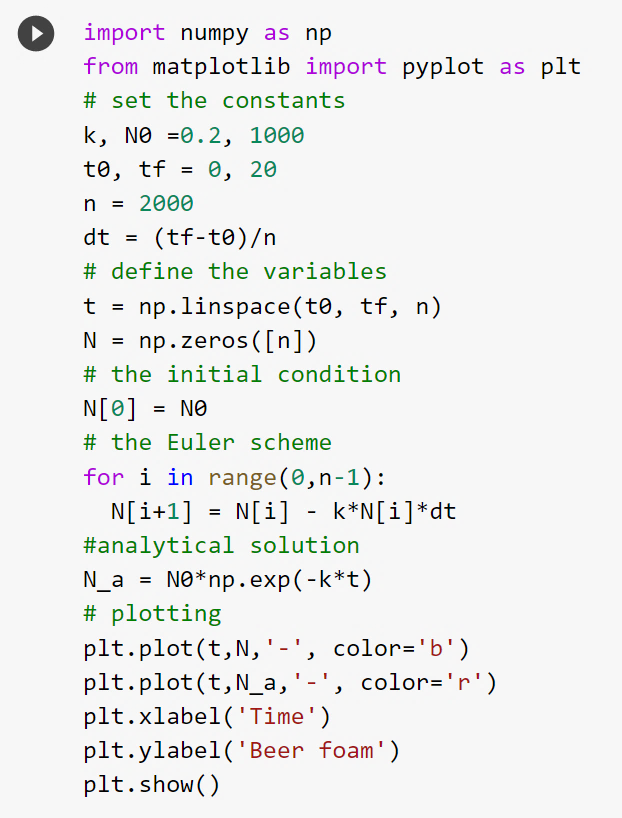 import numpy as np
from matplotlib import pyplot as plt
# set the constants
k, N0 =0.2, 1000
t0, tf = 0, 20
n = 2000
dt = (tf-t0)/n
# define the variables
t = np.linspace(t0, tf, n)
N = np.zeros([n])
# the initial condition
N[0] = N0
# the Euler scheme
for i in range(0,n-1):
  N[i+1] = N[i] - k*N[i]*dt
#analytical solution
N_a = N0*np.exp(-k*t)
# plotting
plt.plot(t,N,'-', color='b')
plt.plot(t,N_a,'-', color='r')
plt.xlabel('Time')
plt.ylabel('Beer foam')
plt.show()